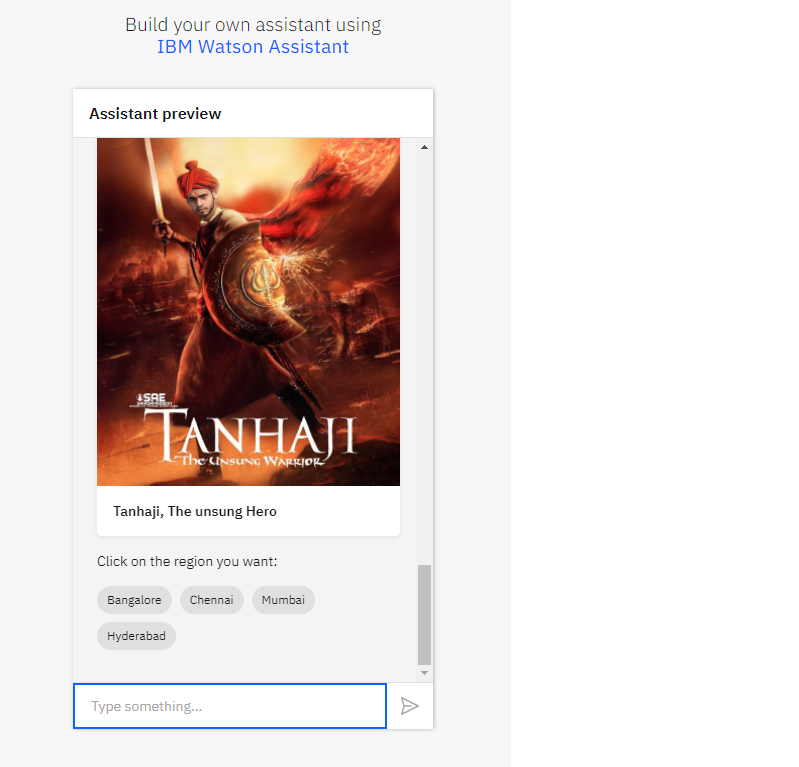 Build your own assistant using
IBM Watson Assistant
Assistant preview
SAE
TANHAJI
The Unsung Warrior
Tanhaji, The unsung Hero
Click on the region you want:
Bangalore Chennai Mumbai
Hyderabad
Type something...